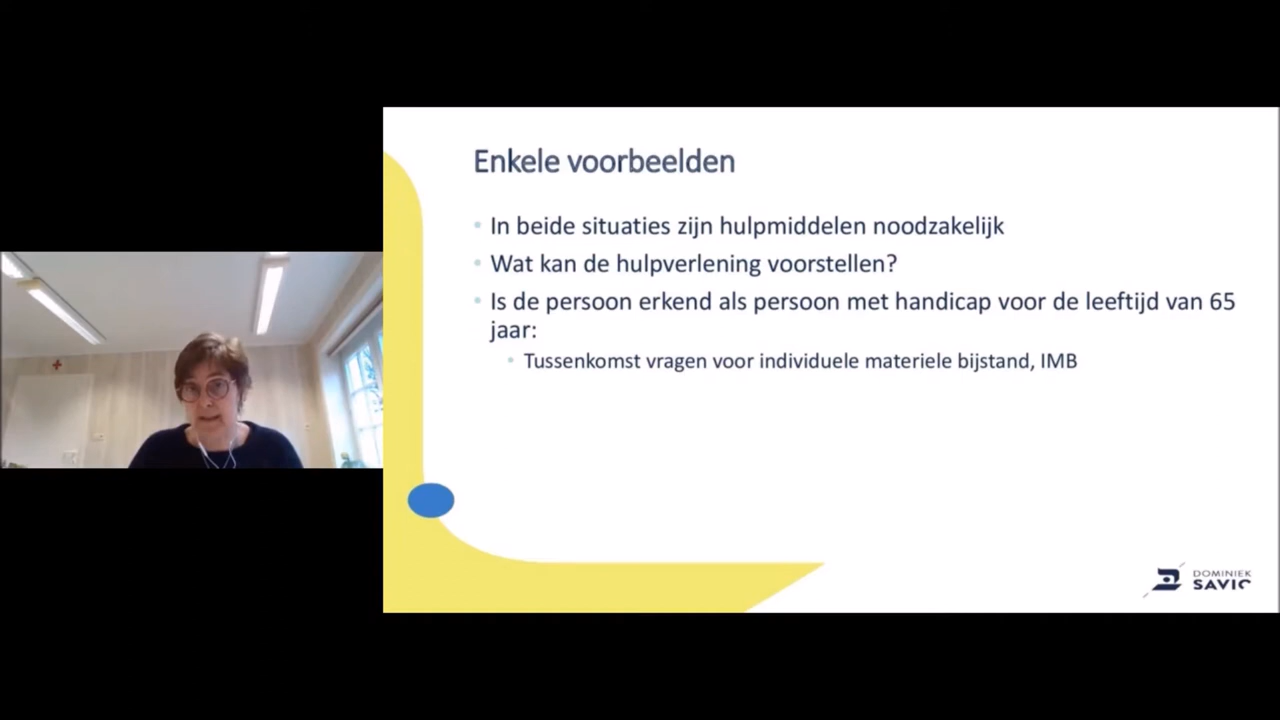 Enkele voorbeelden
• In beide situaties zijn hulpmiddelen noodzakelijk
• Wat kan de hulpverlening voorstellen?
• Is de persoon erkend als persoon met handicap voor de leeftijd van 65
jaar:
• Tussenkomst vragen voor individuele materiele bijstand, IMB
DOMINIEK
SAVIO